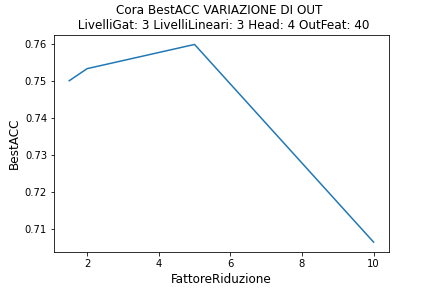 Cora BestACC VARIAZIONE DI OUT
LivelliGat: 3 LivelliLineari: 3 Head: 4 OutFeat: 40
0.76
0.75
0.74
0.73
0.72
0.71
BestACC
2 4 6 8 10
FattoreRiduzione